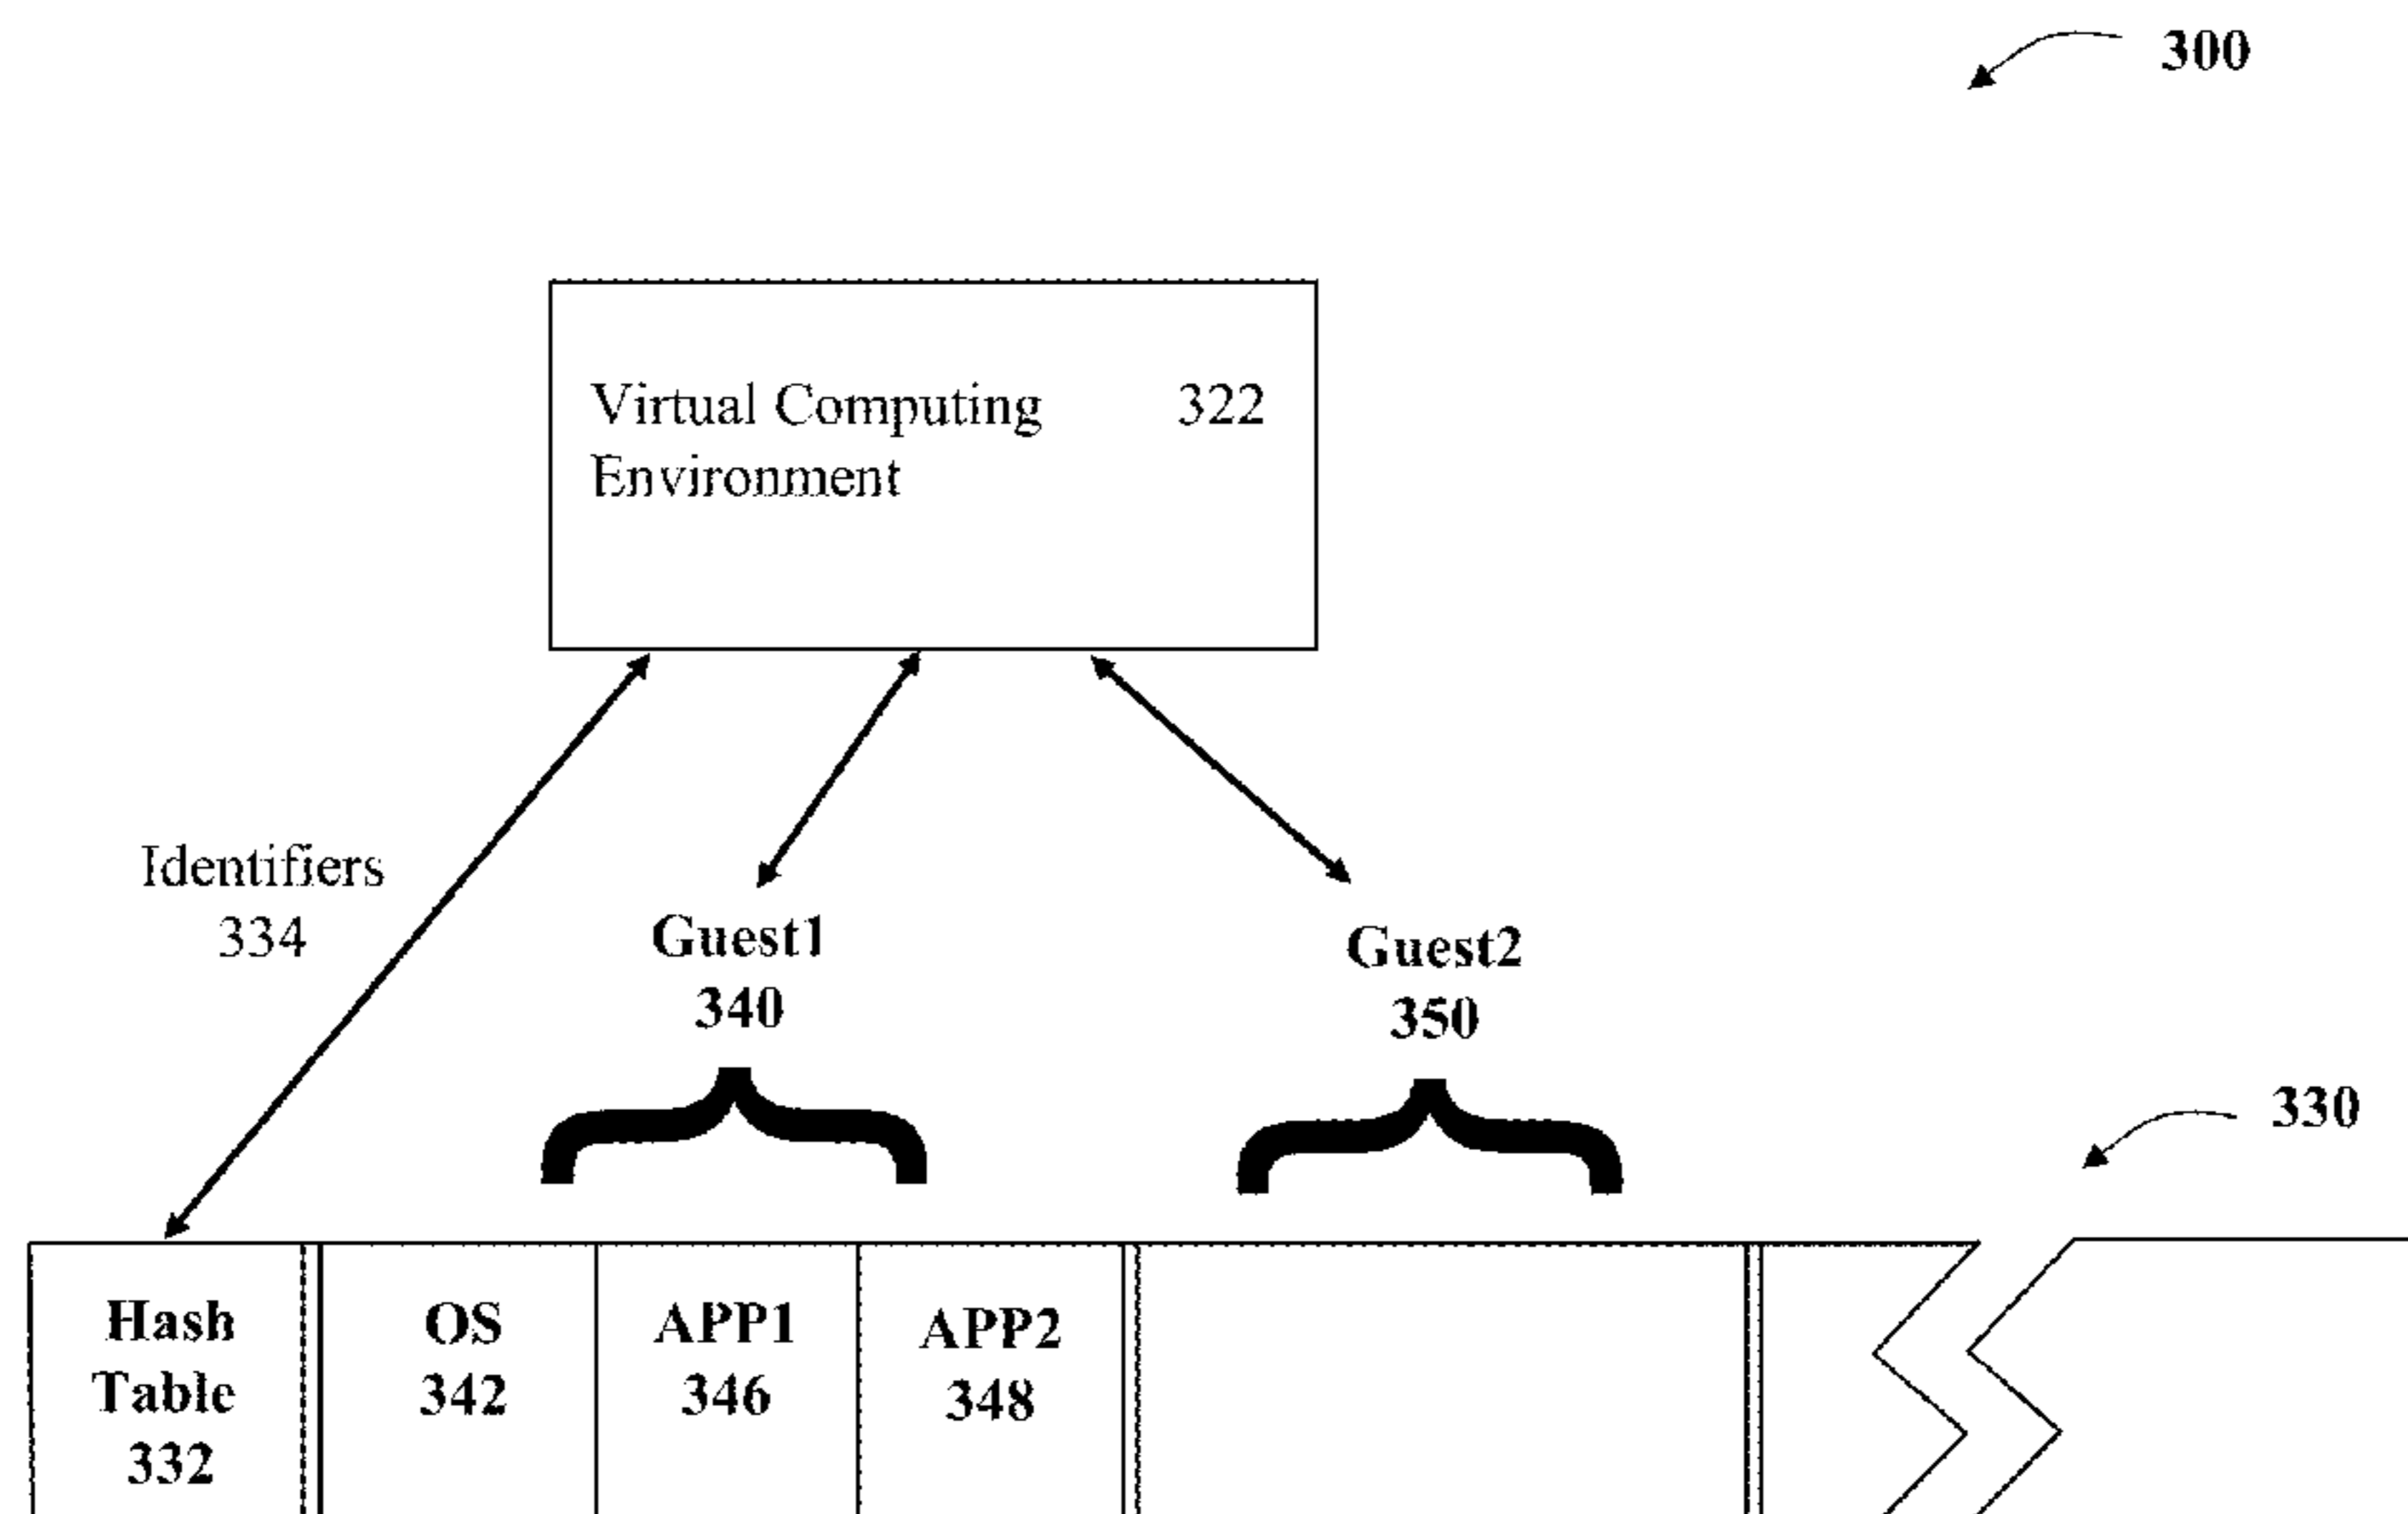 300
Virtual Computing 322
Environment
Identifiers
334
Guest1
340
Guest2
350
330
Hash
Table
332
OS
342
APP1
346
APP2
348